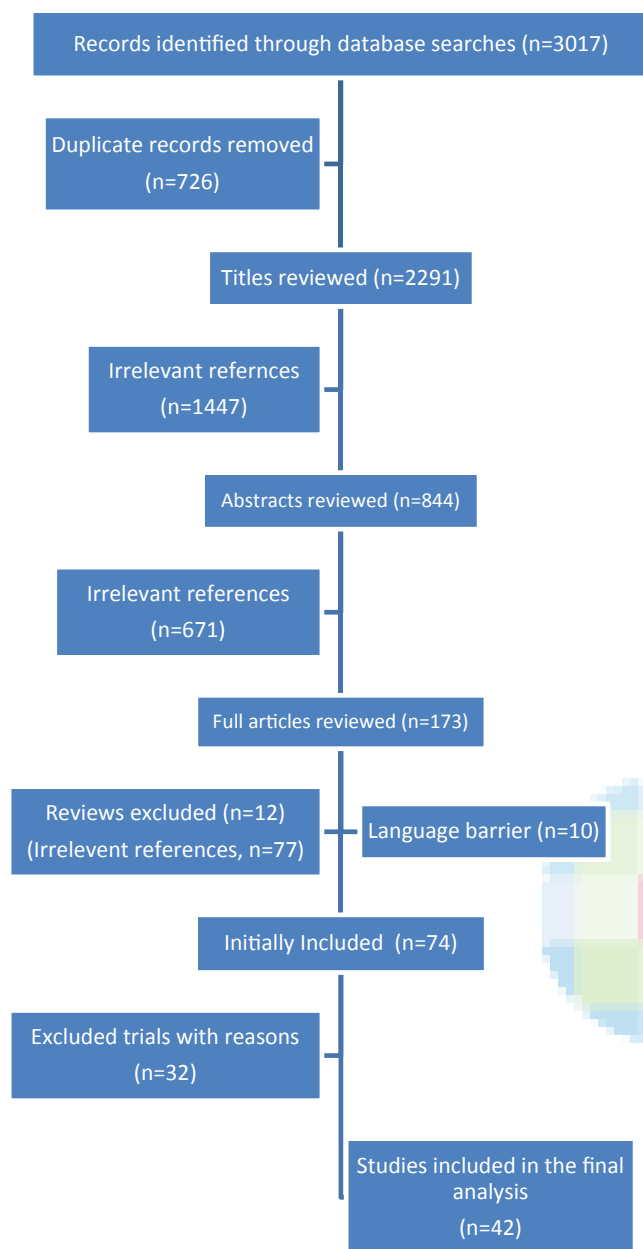 Records identified through database searches (n=3017)
Duplicate records removed
(n=726)
Titles reviewed (n=2291)
Irrelevant refernces
(n=1447)
Abstracts reviewed (n=844)
Irrelevant references
(n=671)
Full articles reviewed (n=173)
Reviews excluded (n=12)
(Irrelevent references, n=77)
Language barrier (n=10)
Initially Included (n=74)
Excluded trials with reasons
(n=32)
Studies included in the final
analysis
(n=42)